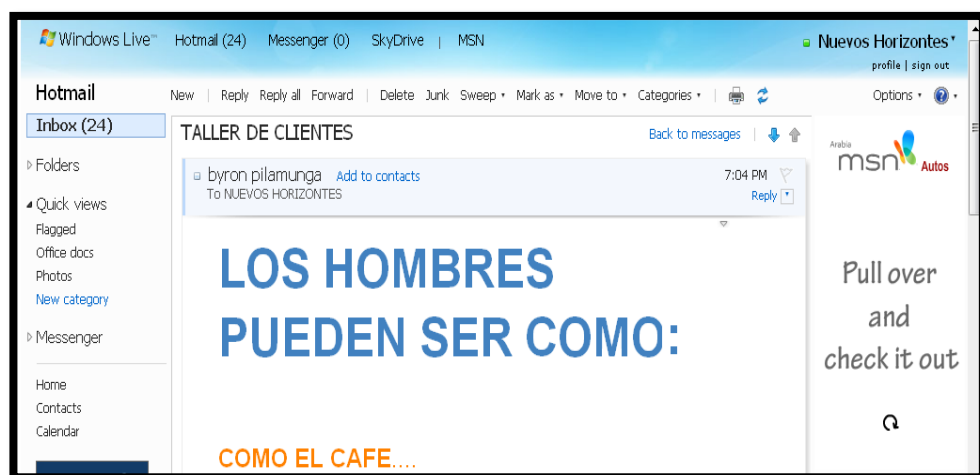 Windows Live™ Hotmail (24) Messenger (0) SkyDrive | MSN Nuevos Horizontes
profile | sign out
Hotmail New | Reply Reply all Forward | Delete Junk Sweep Mark as Move to Categories | Options
Inbox (24)
TALLER DE CLIENTES Back to messages |
Folders
byron pilamunga Add to contacts 7:04 PM
To NUEVOS HORIZONTES Reply
Quick views
Flagged
Office docs
Photos
New category
Messenger
Home
Contacts
Calendar
LOS HOMBRES
PUEDEN SER COMO:
COMO EL CAFE....
Arabia
msn Autos
Pull over
and
check it out